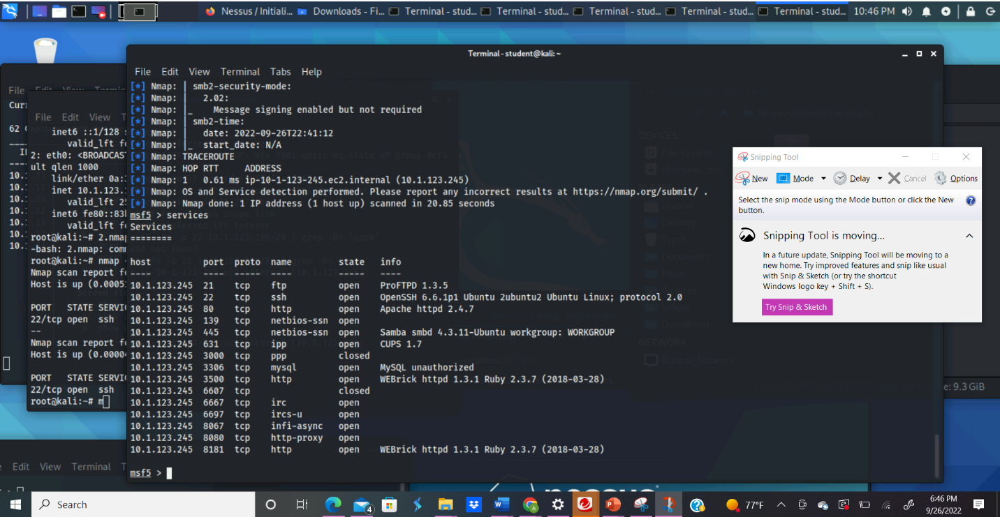 Nessus / Initiali...
Downloads - Fi...
Terminal - stud...
Terminal - stud...
Terminal - stud...
Terminal - stud...
Terminal - stud...
10:46 PM
Terminal - student@kali: ~
File Edit View Terminal Tabs Help
[*] Nmap: | smb2-security-mode:
[*] Nmap: |   2.02:
[*] Nmap: |_    Message signing enabled but not required
[*] Nmap: | smb2-time:
[*] Nmap: |   date: 2022-09-26T22:41:12
[*] Nmap: |_  start_date: N/A
[*] Nmap: TRACEROUTE
[*] Nmap: HOP RTT     ADDRESS
[*] Nmap: 1   0.61 ms ip-10-1-123-245.ec2.internal (10.1.123.245)
[*] Nmap: OS and Service detection performed. Please report any incorrect results at https://nmap.org/submit/ .
[*] Nmap: Nmap done: 1 IP address (1 host up) scanned in 20.85 seconds
msf5 > services
Services
========
host          port  proto  name         state   info
----          ----  -----  ----         -----   ----
10.1.123.245  21    tcp    ftp          open    ProFTPD 1.3.5
10.1.123.245  22    tcp    ssh          open    OpenSSH 6.6.1p1 Ubuntu 2ubuntu2 Ubuntu Linux; protocol 2.0
10.1.123.245  80    tcp    http         open    Apache httpd 2.4.7
10.1.123.245  139   tcp    netbios-ssn  open
10.1.123.245  445   tcp    netbios-ssn  open    Samba smbd 4.3.11-Ubuntu workgroup: WORKGROUP
10.1.123.245  631   tcp    ipp          open    CUPS 1.7
10.1.123.245  3000  tcp    ppp          closed
10.1.123.245  3306  tcp    mysql        open    MySQL unauthorized
10.1.123.245  3500  tcp    http         open    WEBrick httpd 1.3.1 Ruby 2.3.7 (2018-03-28)
10.1.123.245  6607  tcp                 closed
10.1.123.245  6667  tcp    irc          open
10.1.123.245  6697  tcp    ircs-u       open
10.1.123.245  8067  tcp    infi-async   open
10.1.123.245  8080  tcp    http-proxy   open
10.1.123.245  8181  tcp    http         open    WEBrick httpd 1.3.1 Ruby 2.3.7 (2018-03-28)
msf5 >
File Edit View
inet6 ::1/128
valid_lft
2: eth0: <BROADCAST
ult qlen 1000
link/ether 0a:
inet 10.1.123.
valid_lft
inet6 fe80::83
valid_lft
root@kali:~# 2.nmap
-bash: 2.nmap:
root@kali:~# nmap
Nmap scan report
Host is up (0.0005
PORT   STATE
22/tcp open  ssh
--
Nmap scan report
Host is up (0.0000
PORT   STATE
22/tcp open  ssh
root@kali:~# m
File
62
10.1
10.1
10.1
10.1
10.1
10.1
10.1
Edit View Terminal
: 9.3 GiB
Snipping Tool
New Mode Delay Cancel Options
Select the snip mode using the Mode button or click the New
button.
Snipping Tool is moving...
In a future update, Snipping Tool will be moving to a
new home. Try improved features and snip like usual
with Snip & Sketch (or try the shortcut
Windows logo key + Shift + S).
Try Snip & Sketch
Search
4
77°F
6:46 PM
9/26/2022